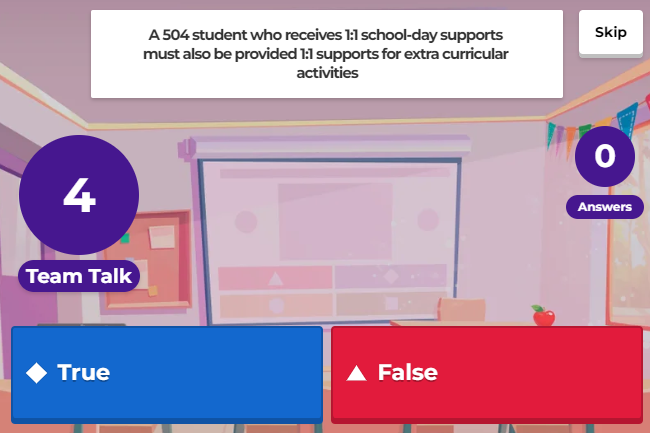 A 504 student who receives 1:1 school-day supports
must also be provided 1:1 supports for extra curricular
activities
Skip
4
Team Talk
0
Answers
True
False